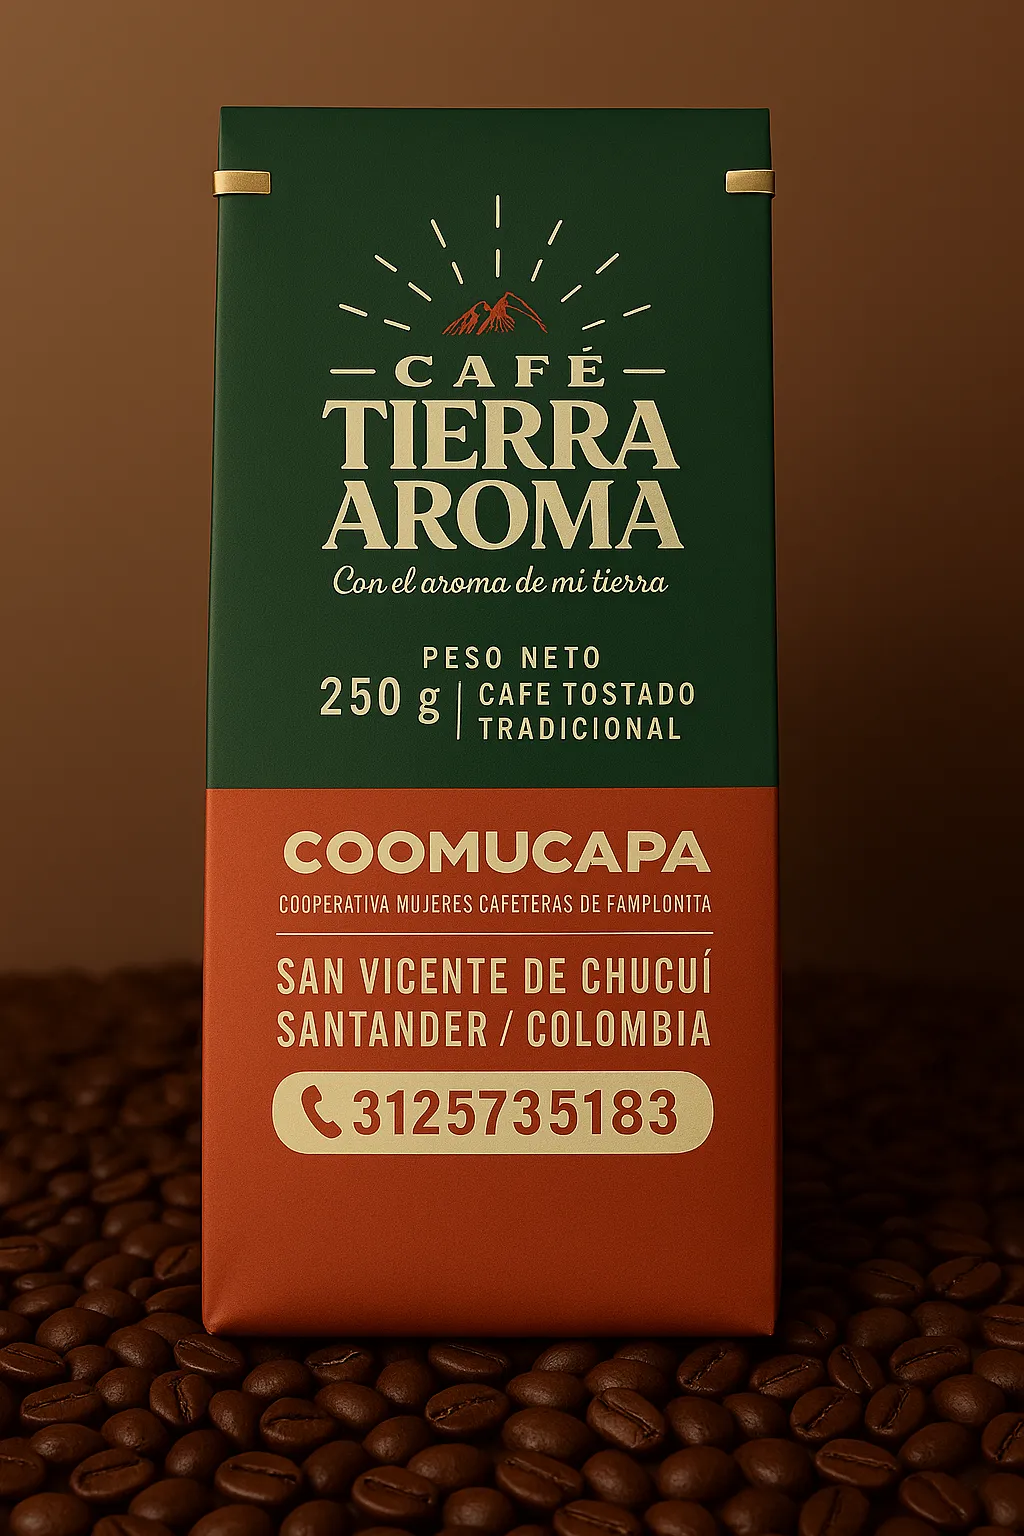 CAFÉ
TIERRA
AROMA
Con el aroma de mi tierra
PESO NETO
250 g
CAFE TOSTADO
TRADICIONAL
COOMUCAPA
COOPERATIVA MUJERES CAFETERAS DE FAMPLONTTA
SAN VICENTE DE CHUCUÍ
SANTANDER / COLOMBIA
3125735183